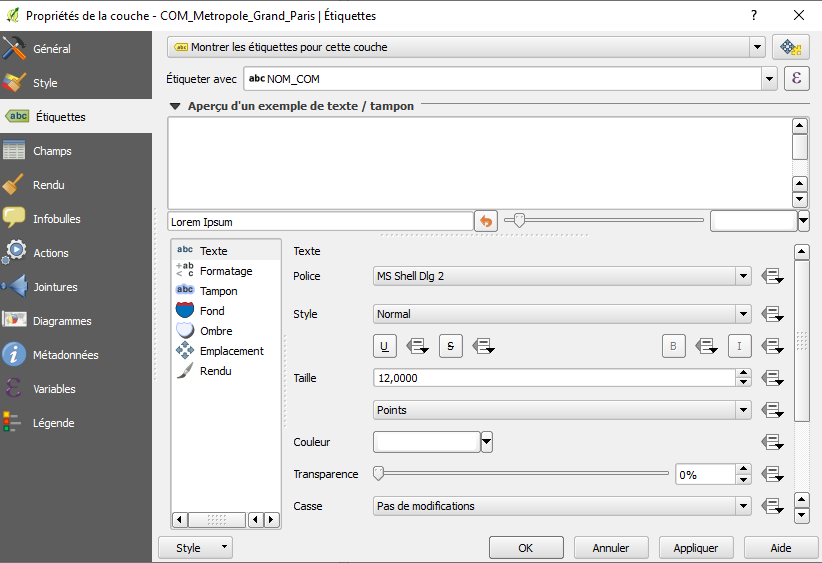 Propriétés de la couche - COM_Metropole_Grand_Paris | Étiquettes
?
Général
Style
abc Étiquettes
Champs
Rendu
Infobulles
Actions
Jointures
Diagrammes
Métadonnées
Variables
Légende
abc Montrer les étiquettes pour cette couche
Étiqueter avec abc NOM_COM ε
Aperçu d'un exemple de texte / tampon
Lorem Ipsum
abc Texte
+ab < c Formatage
abc Tampon
Fond
Ombre
Emplacement
Rendu
Texte
Police MS Shell Dlg 2
Style Normal
U S B I
Taille 12,0000
Points
Couleur
Transparence 0%
Casse Pas de modifications
Style OK Annuler Appliquer Aide